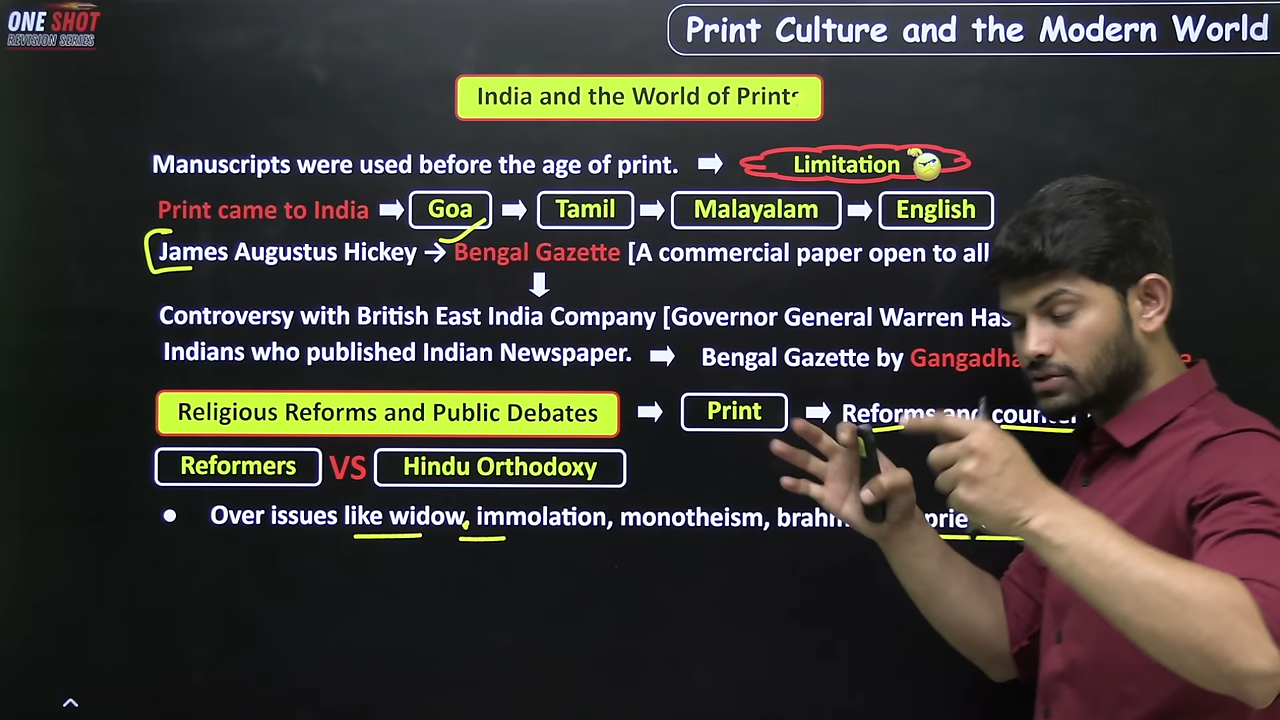 ONE SHOT
REVISION SERIES
Print Culture and the Modern World
India and the World of Prints
Manuscripts were used before the age of print. ➡ Limitation
Print came to India ➡ Goa ➡ Tamil ➡ Malayalam ➡ English
James Augustus Hickey → Bengal Gazette [A commercial paper open to all
Controversy with British East India Company [Governor General Warren
Indians who published Indian Newspaper. ➡ Bengal Gazette by
Religious Reforms and Public Debates ➡ Print ➡ Reforms and counter
Reformers VS Hindu Orthodoxy
● Over issues like widow, immolation, monotheism,